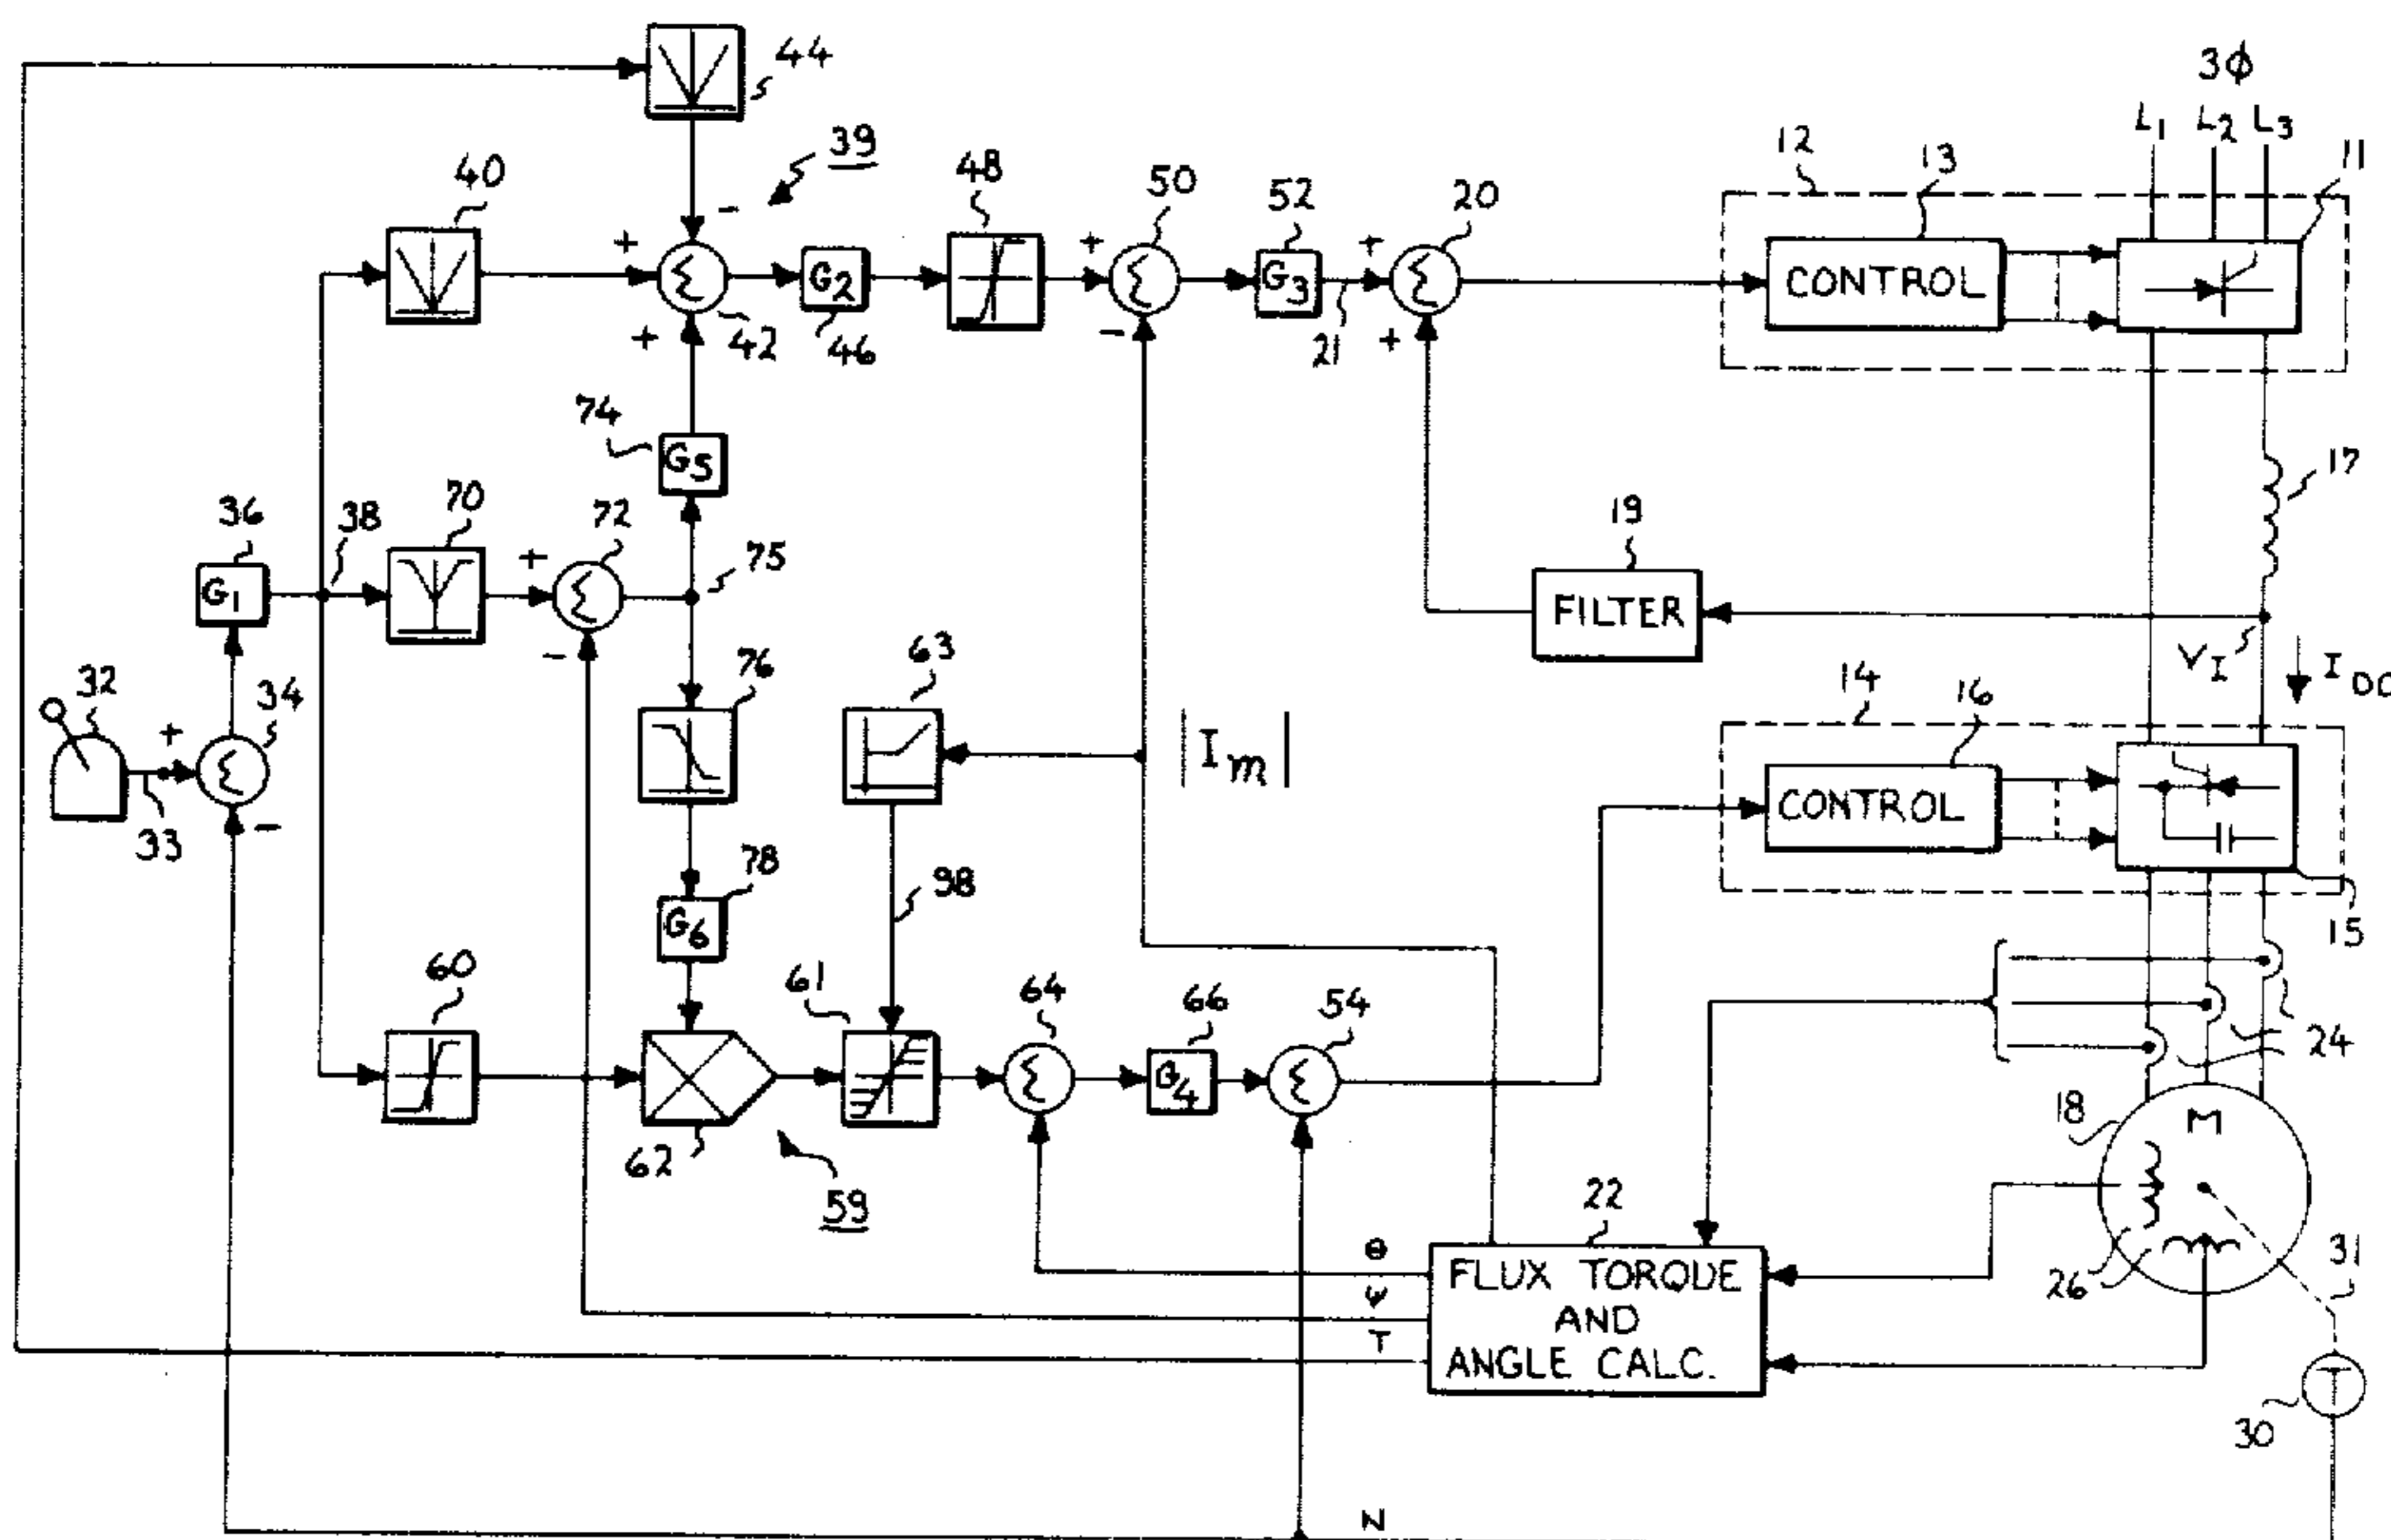 44
3φ
L1 L2 L3
39
12
13
11
40
48
50
52
20
-
+
Σ
G2
+
Σ
G3
+
Σ
CONTROL
+
42
46
-
21
+
74
G5
17
36
38
70
72
75
19
G1
+
Σ
FILTER
-
76
63
VI
IDC
32
34
|Im|
14
16
+
Σ
CONTROL
33
-
78
98
G6
15
60
61
64
66
54
24
Σ
G4
Σ
18
M
62
59
22
θ
FLUX TORQUE
31
Ψ
AND
26
T
ANGLE CALC.
T
30
N